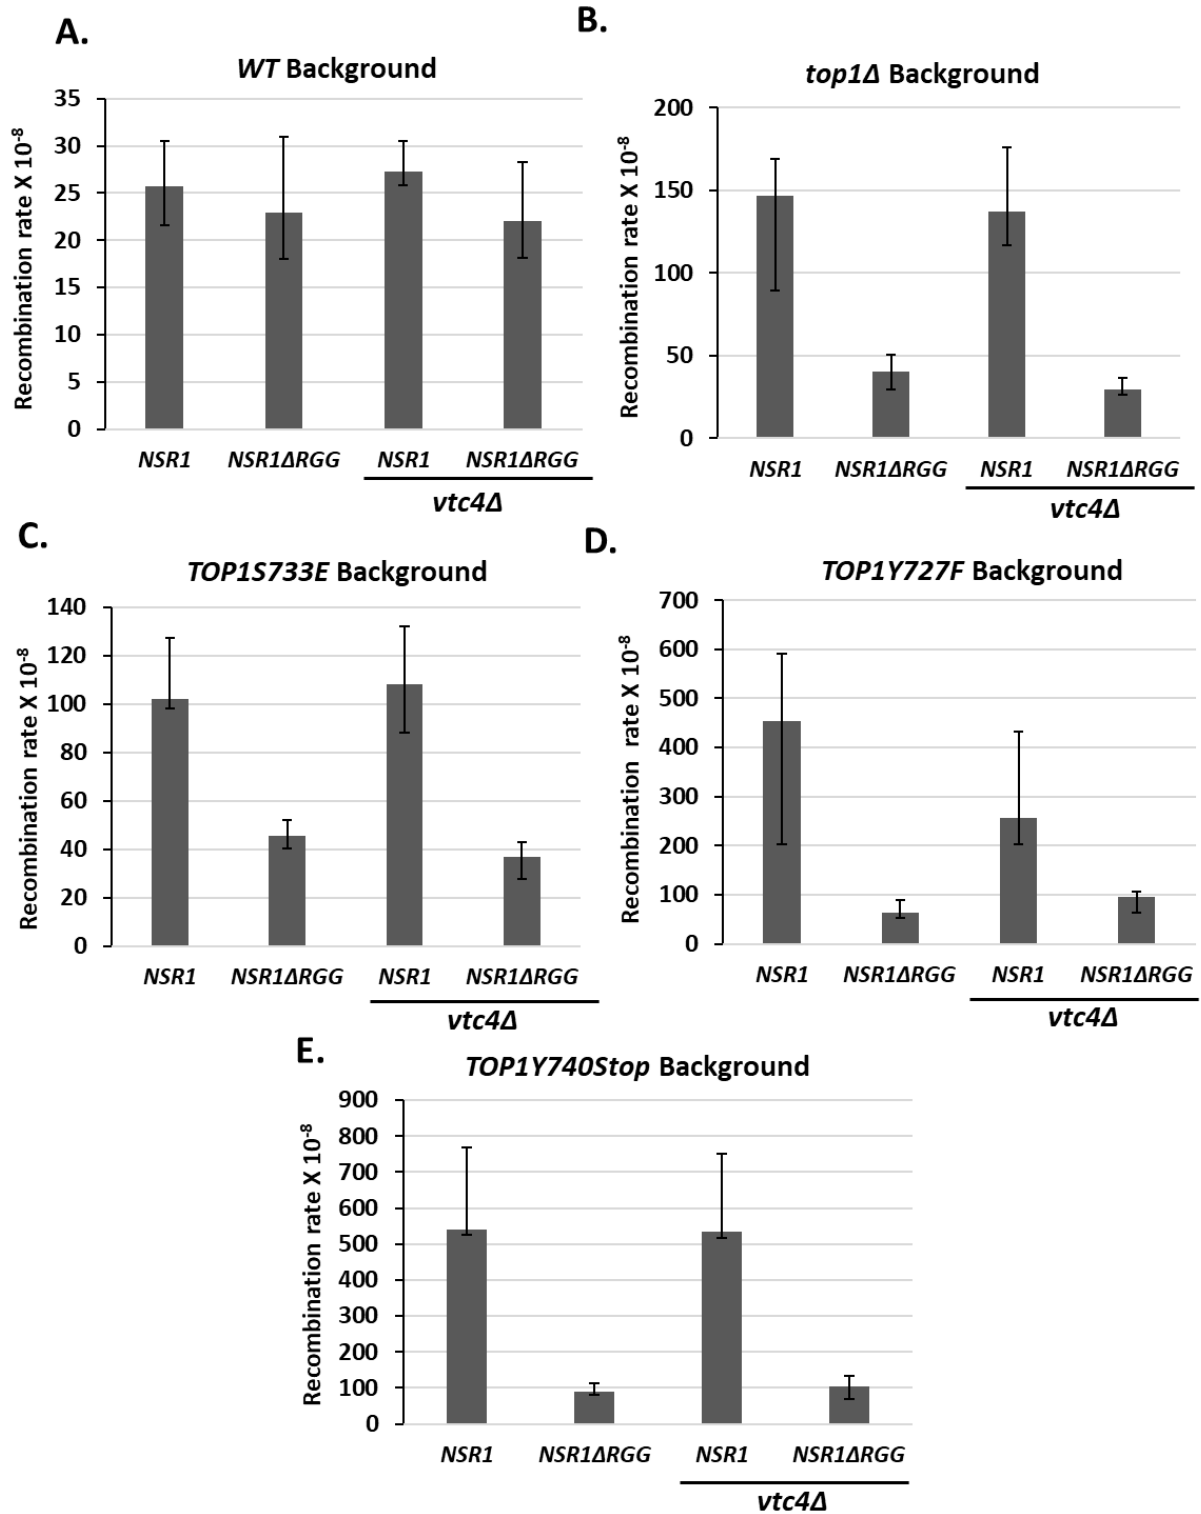 A.
WT Background
Recombination rate X 10-8
35
30
25
20
15
10
5
0
NSR1 NSR1ΔRGG NSR1 NSR1ΔRGG
vtc4Δ
B.
top1Δ Background
Recombination rate X 10-8
200
150
100
50
0
NSR1 NSR1ΔRGG NSR1 NSR1ΔRGG
vtc4Δ
C.
TOP1S733E Background
Recombination rate X 10-8
140
120
100
80
60
40
20
0
NSR1 NSR1ΔRGG NSR1 NSR1ΔRGG
vtc4Δ
D.
TOP1Y727F Background
Recombination rate X 10-8
700
600
500
400
300
200
100
0
NSR1 NSR1ΔRGG NSR1 NSR1ΔRGG
vtc4Δ
E.
TOP1Y740Stop Background
Recombination rate X 10-8
900
800
700
600
500
400
300
200
100
0
NSR1 NSR1ΔRGG NSR1 NSR1ΔRGG
vtc4Δ